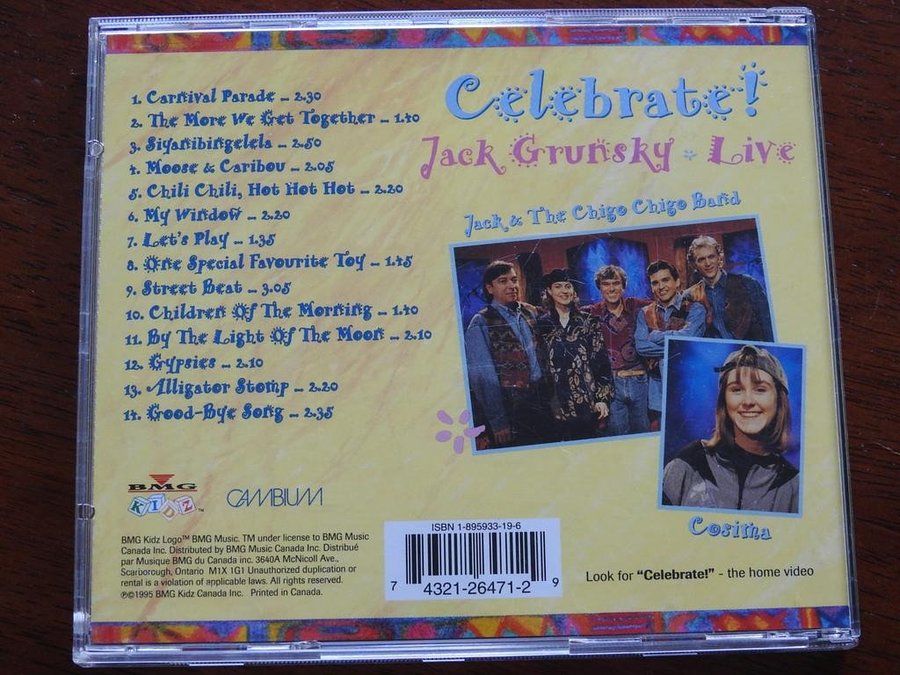 1. Carnival Parade – 2.30
2. The More We Get Together – 1.40
3. Siyanibingelela – 2.50
4. Moose & Caribou – 2.05
5. Chili Chili, Hot Hot Hot – 2.20
6. My Window – 2.20
7. Let's Play – 1.35
8. One Special Favourite Toy – 1.45
9. Street Beat – 3.05
10. Children Of The Morning – 1.40
11. By The Light Of The Moon – 2.10
12. Gypsies – 2.10
13. Alligator Stomp – 2.20
14. Good-Bye Song – 2.35
Celebrate!
Jack Grunsky • Live
Jack & The Chigo Chigo Band
Cosima
BMG
KIDZ™
CAMBIUM
BMG Kidz Logo™ BMG Music. TM under license to BMG Music
Canada Inc. Distributed by BMG Music Canada Inc. Distribué
par Musique BMG du Canada inc. 3640A McNicoll Ave.,
Scarborough, Ontario M1X 1G1 Unauthorized duplication or
rental is a violation of applicable laws. All rights reserved.
℗©1995 BMG Kidz Canada Inc. Printed in Canada.
ISBN 1-895933-19-6
7 4321-26471-2 9
Look for "Celebrate!" - the home video